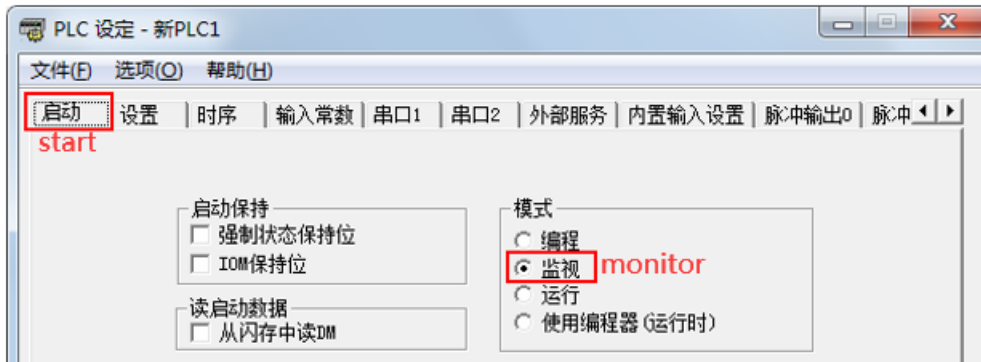 PLC 设定 - 新PLC1
文件(F) 选项(O) 帮助(H)
启动 设置 时序 输入常数 串口1 串口2 外部服务 内置输入设置 脉冲输出0 脉冲
start
启动保持
强制状态保持位
IOM保持位
读启动数据
从闪存中读DM
模式
编程
监视 monitor
运行
使用编程器(运行时)